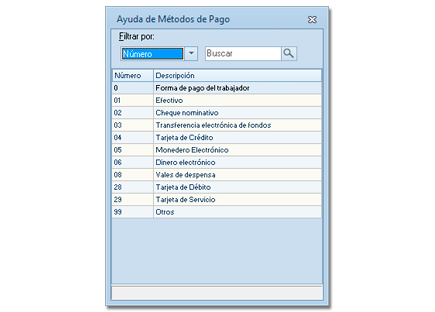 Ayuda de Métodos de Pago
Filtrar por:
Número Buscar
Número Descripción
0 Forma de pago del trabajador
01 Efectivo
02 Cheque nominativo
03 Transferencia electrónica de fondos
04 Tarjeta de Crédito
05 Monedero Electrónico
06 Dinero electrónico
08 Vales de despensa
28 Tarjeta de Débito
29 Tarjeta de Servicio
99 Otros